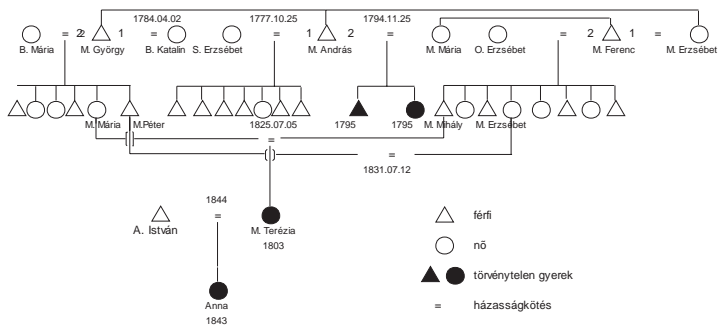 1784.04.02 1777.10.25 1794.11.25
= 2 1 = = 1 2 = = 2 1 =
B. Mária M. György B. Katalin S. Erzsébet M. András M. Mária O. Erzsébet M. Ferenc M. Erzsébet
M. Mária M.Péter 1825.07.05 1795 1795 M. Mihály M. Erzsébet
=
=
1831.07.12
1844
=
A. István M. Terézia
1803
Anna
1843
férfi
nő
törvénytelen gyerek
= házasságkötés